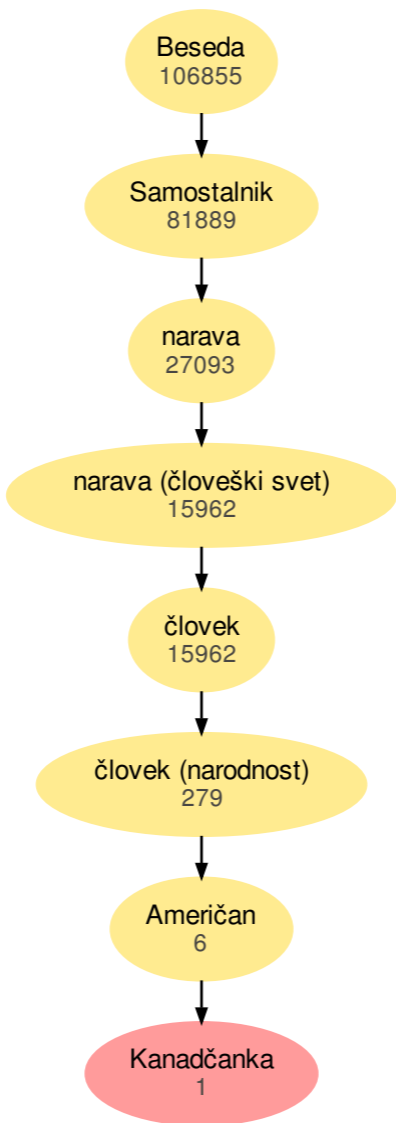 Beseda
106855
Samostalnik
81889
narava
27093
narava (človeški svet)
15962
človek
15962
človek (narodnost)
279
Američan
6
Kanadčanka
1